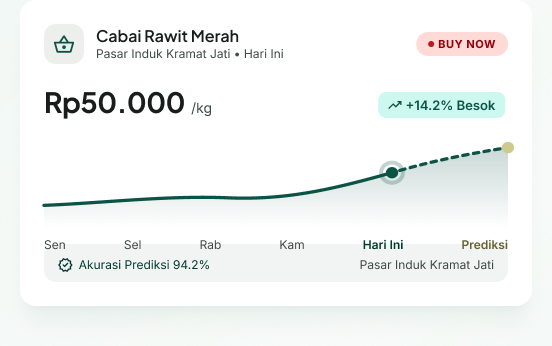 Cabai Rawit Merah
Pasar Induk Kramat Jati • Hari Ini
BUY NOW
Rp50.000 /kg
+14.2% Besok
Sen Sel Rab Kam Hari Ini Prediksi
Akurasi Prediksi 94.2% Pasar Induk Kramat Jati